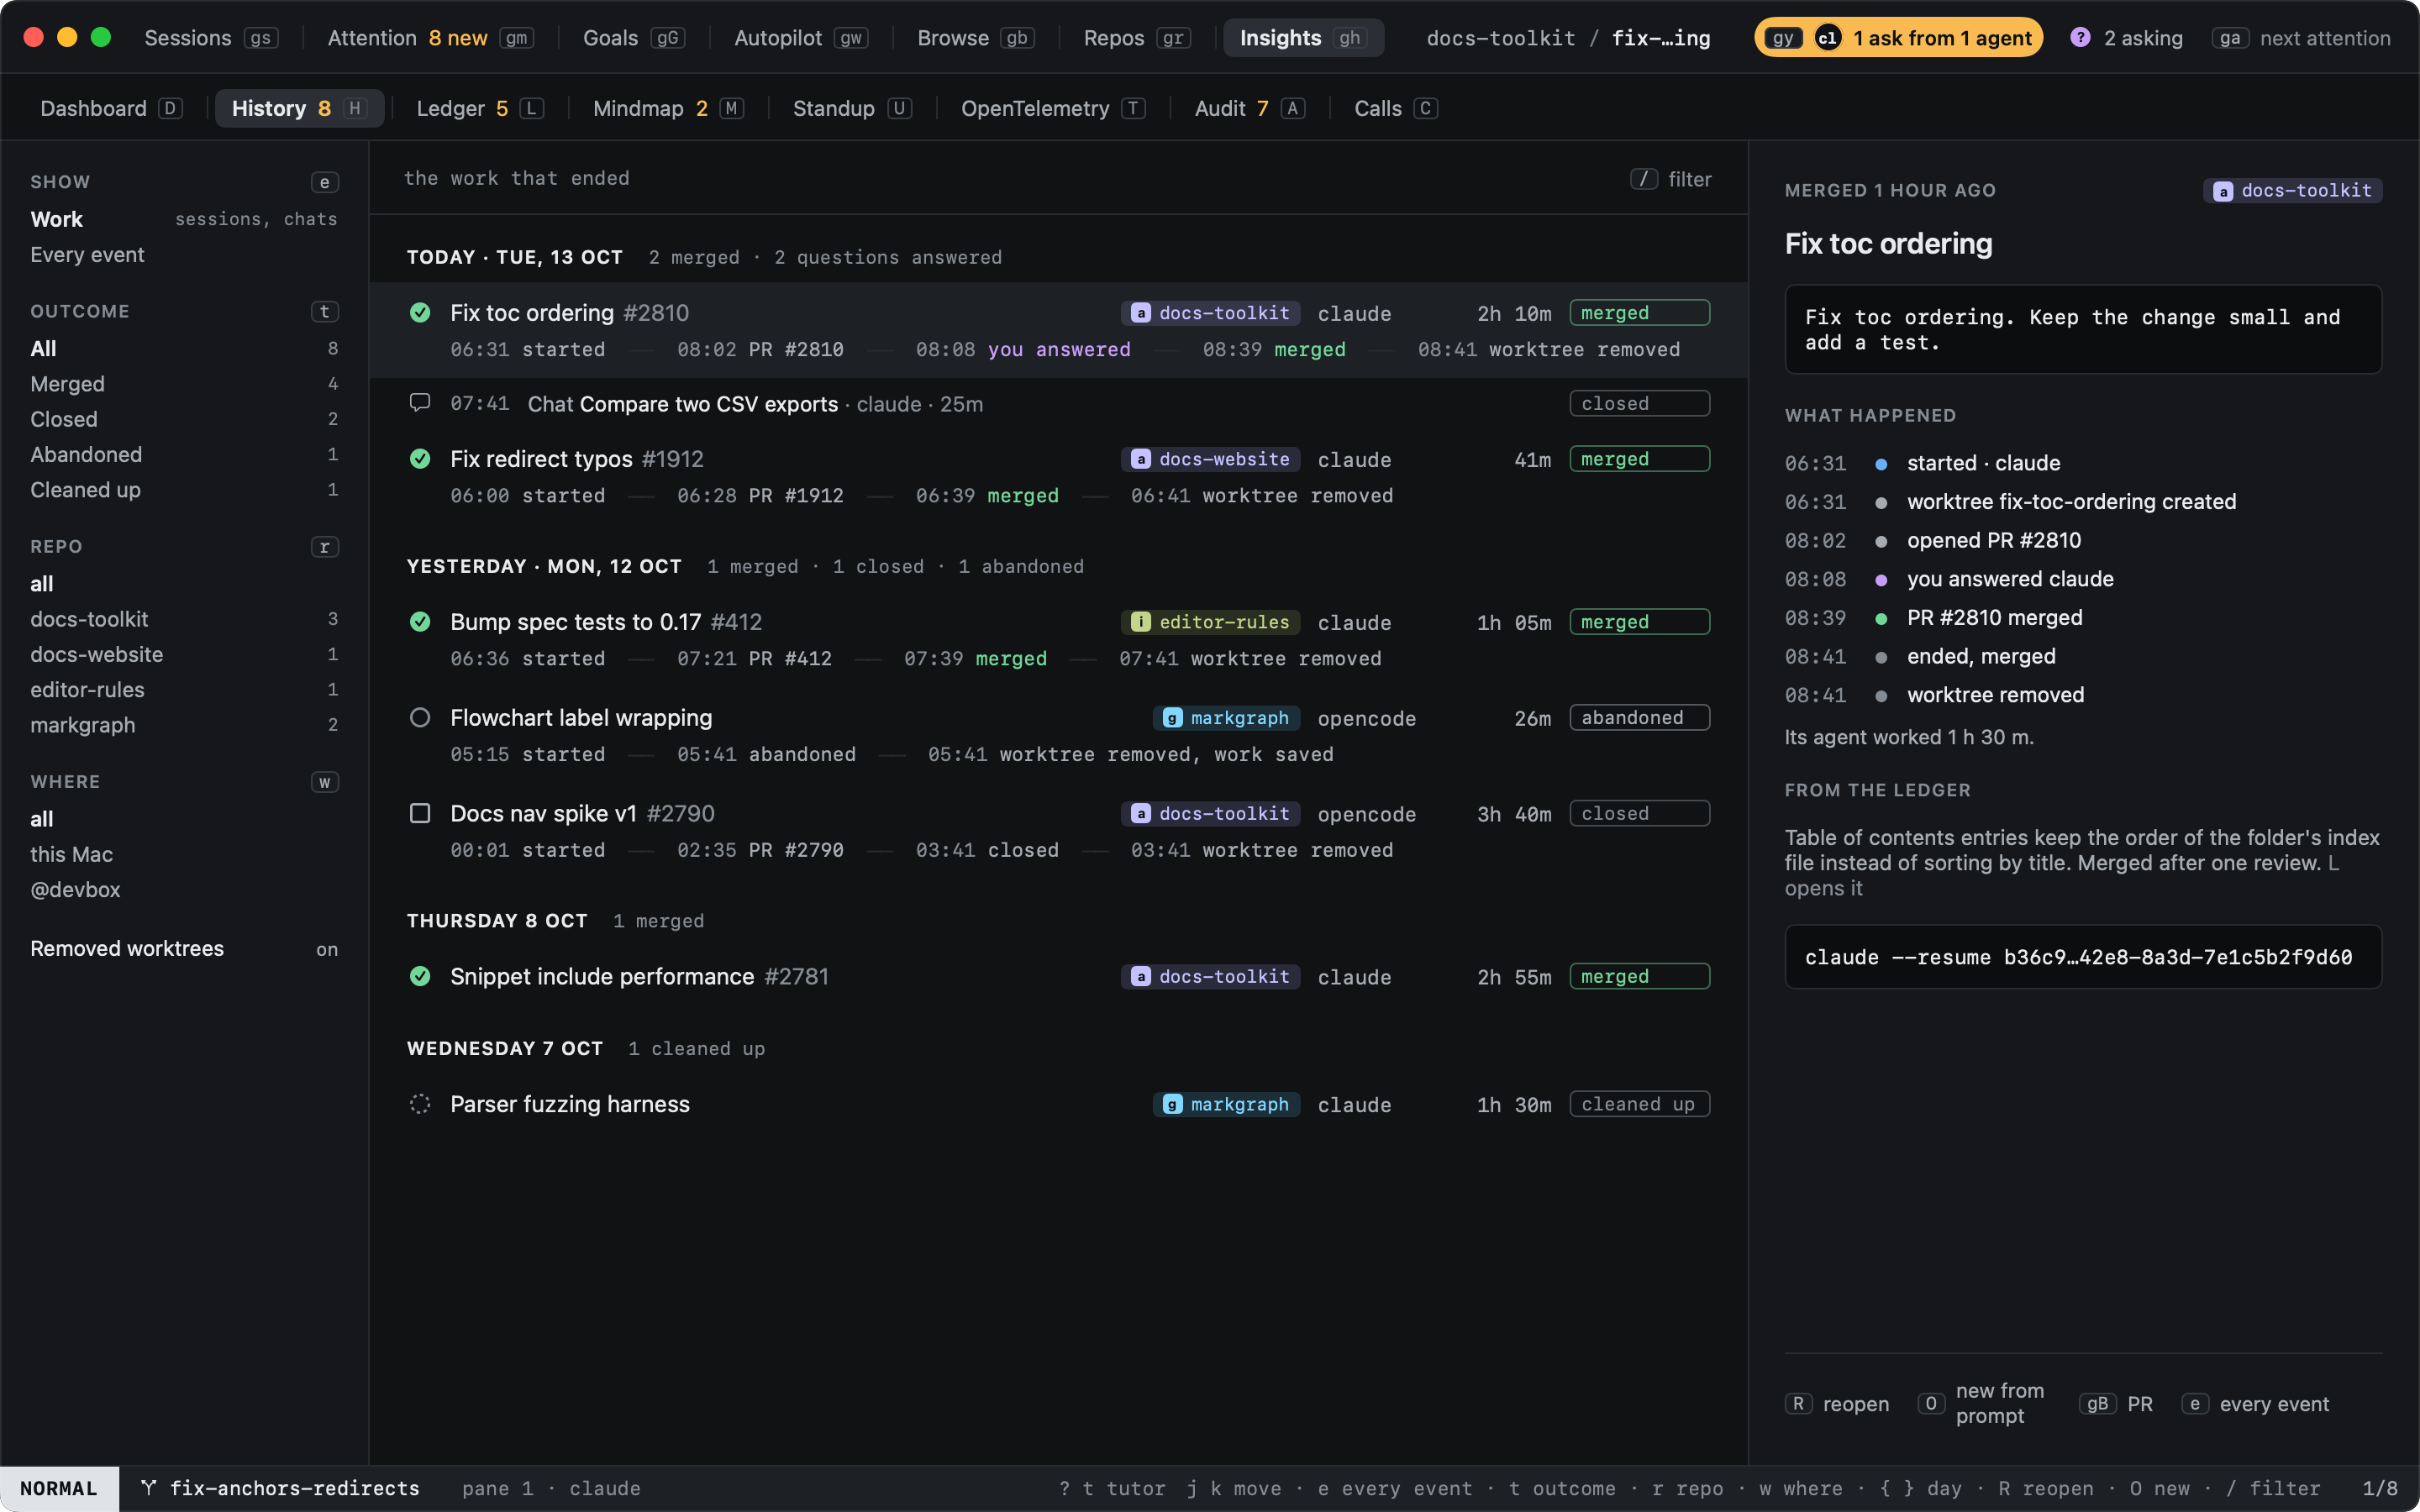 Sessions gs Attention 8 new gm Goals gG Autopilot gw Browse gb Repos gr Insights gh docs-toolkit / fix-…ing gy cl 1 ask from 1 agent ? 2 asking ga next attention
Dashboard D History 8 H Ledger 5 L Mindmap 2 M Standup U OpenTelemetry T Audit 7 A Calls C
SHOW e
Work sessions, chats
Every event
OUTCOME t
All 8
Merged 4
Closed 2
Abandoned 1
Cleaned up 1
REPO r
all
docs-toolkit 3
docs-website 1
editor-rules 1
markgraph 2
WHERE w
all
this Mac
@devbox
Removed worktrees on
the work that ended / filter
TODAY · TUE, 13 OCT 2 merged · 2 questions answered
Fix toc ordering #2810 a docs-toolkit claude 2h 10m merged
06:31 started 08:02 PR #2810 08:08 you answered 08:39 merged 08:41 worktree removed
07:41 Chat Compare two CSV exports · claude · 25m closed
Fix redirect typos #1912 a docs-website claude 41m merged
06:00 started 06:28 PR #1912 06:39 merged 06:41 worktree removed
YESTERDAY · MON, 12 OCT 1 merged · 1 closed · 1 abandoned
Bump spec tests to 0.17 #412 i editor-rules claude 1h 05m merged
06:36 started 07:21 PR #412 07:39 merged 07:41 worktree removed
Flowchart label wrapping g markgraph opencode 26m abandoned
05:15 started 05:41 abandoned 05:41 worktree removed, work saved
Docs nav spike v1 #2790 a docs-toolkit opencode 3h 40m closed
00:01 started 02:35 PR #2790 03:41 closed 03:41 worktree removed
THURSDAY 8 OCT 1 merged
Snippet include performance #2781 a docs-toolkit claude 2h 55m merged
WEDNESDAY 7 OCT 1 cleaned up
Parser fuzzing harness g markgraph claude 1h 30m cleaned up
MERGED 1 HOUR AGO a docs-toolkit
Fix toc ordering
Fix toc ordering. Keep the change small and
add a test.
WHAT HAPPENED
06:31 started · claude
06:31 worktree fix-toc-ordering created
08:02 opened PR #2810
08:08 you answered claude
08:39 PR #2810 merged
08:41 ended, merged
08:41 worktree removed
Its agent worked 1 h 30 m.
FROM THE LEDGER
Table of contents entries keep the order of the folder's index
file instead of sorting by title. Merged after one review. L
opens it
claude --resume b36c9…42e8-8a3d-7e1c5b2f9d60
R reopen O new from prompt gB PR e every event
NORMAL fix-anchors-redirects pane 1 · claude ? t tutor j k move · e every event · t outcome · r repo · w where · { } day · R reopen · O new · / filter 1/8